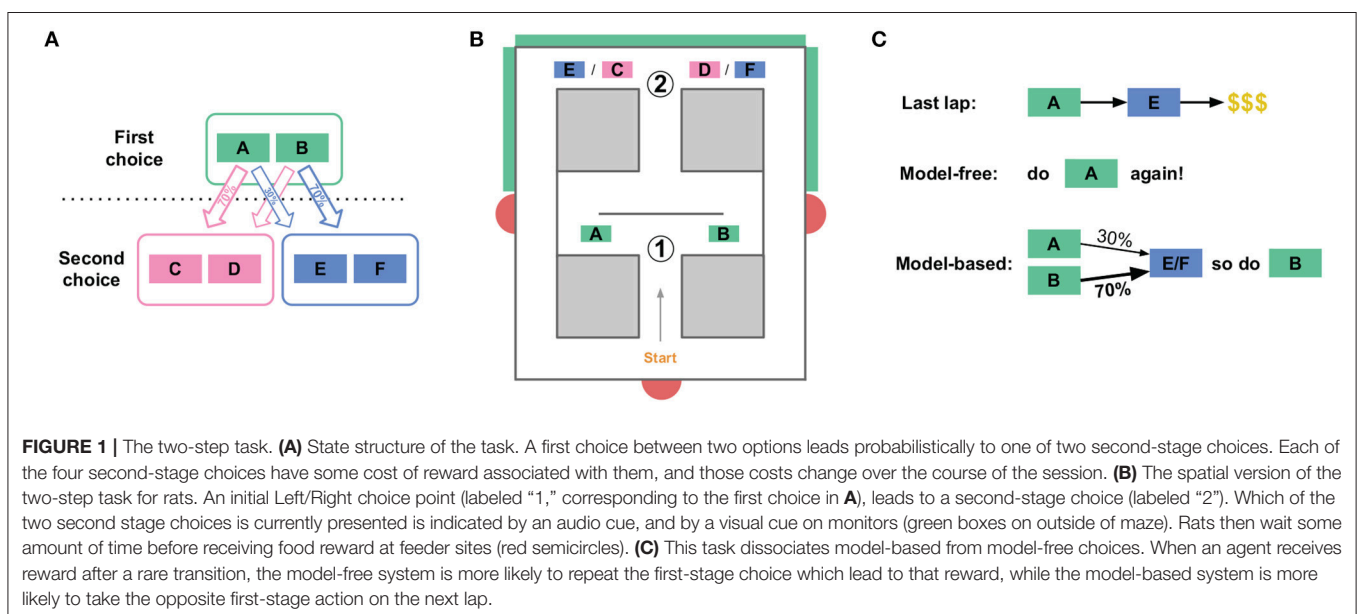 A
First
choice
A B
70% 30% 70%
Second
choice
C D E F
B
E / C 2 D / F
A 1 B
Start
C
Last lap: A E $$$
Model-free: do A again!
Model-based: A 30% E/F so do B
B 70%
FIGURE 1 | The two-step task. (A) State structure of the task. A first choice between two options leads probabilistically to one of two second-stage choices. Each of
the four second-stage choices have some cost of reward associated with them, and those costs change over the course of the session. (B) The spatial version of the
two-step task for rats. An initial Left/Right choice point (labeled “1,” corresponding to the first choice in A), leads to a second-stage choice (labeled “2”). Which of the
two second stage choices is currently presented is indicated by an audio cue, and by a visual cue on monitors (green boxes on outside of maze). Rats then wait some
amount of time before receiving food reward at feeder sites (red semicircles). (C) This task dissociates model-based from model-free choices. When an agent receives
reward after a rare transition, the model-free system is more likely to repeat the first-stage choice which lead to that reward, while the model-based system is more
likely to take the opposite first-stage action on the next lap.